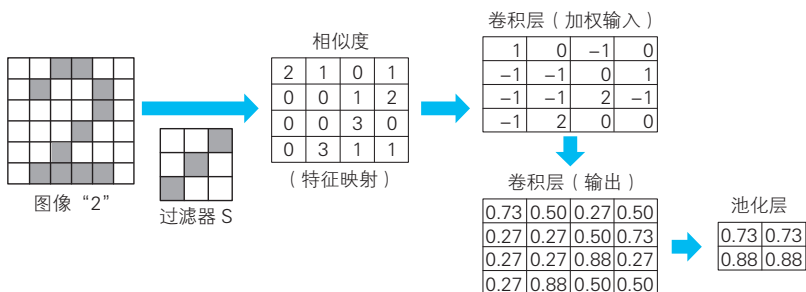 图像 “2”
过滤器 S
相似度
2 1 0 1
0 0 1 2
0 0 3 0
0 3 1 1
（特征映射）
卷积层（加权输入）
1 0 −1 0
−1 −1 0 1
−1 −1 2 −1
−1 2 0 0
卷积层（输出）
0.73 0.50 0.27 0.50
0.27 0.27 0.50 0.73
0.27 0.27 0.88 0.27
0.27 0.88 0.50 0.50
池化层
0.73 0.73
0.88 0.88